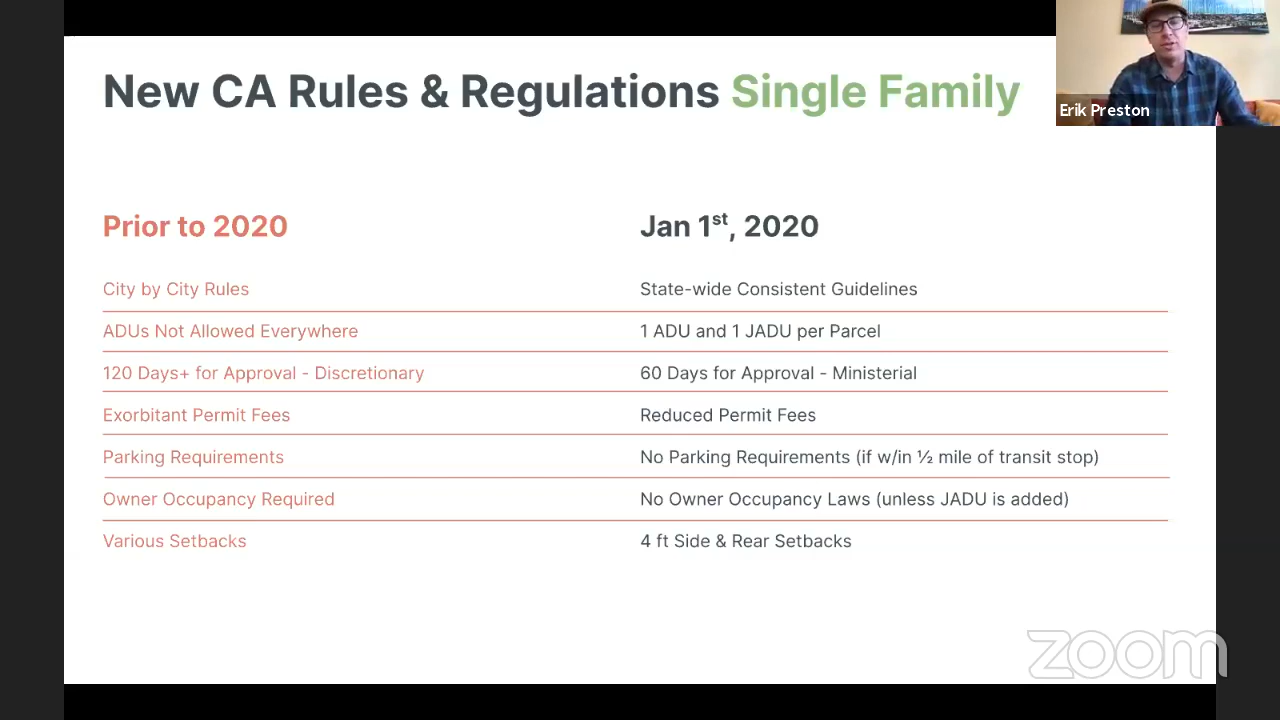 New CA Rules & Regulations Single Family
Erik Preston
Prior to 2020
Jan 1st, 2020
City by City Rules
State-wide Consistent Guidelines
ADUs Not Allowed Everywhere
1 ADU and 1 JADU per Parcel
120 Days+ for Approval - Discretionary
60 Days for Approval - Ministerial
Exorbitant Permit Fees
Reduced Permit Fees
Parking Requirements
No Parking Requirements (if w/in ½ mile of transit stop)
Owner Occupancy Required
No Owner Occupancy Laws (unless JADU is added)
Various Setbacks
4 ft Side & Rear Setbacks
zoom